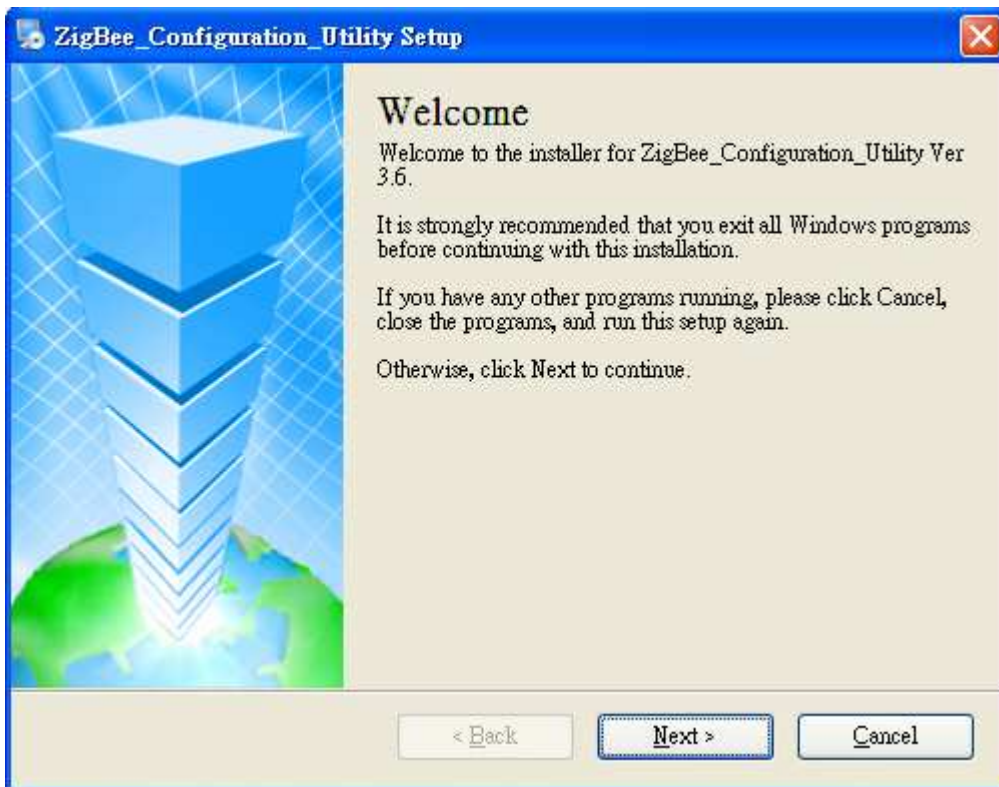 ZigBee_Configuration_Utility Setup
Welcome
Welcome to the installer for ZigBee_Configuration_Utility Ver
3.6.
It is strongly recommended that you exit all Windows programs
before continuing with this installation.
If you have any other programs running, please click Cancel,
close the programs, and run this setup again.
Otherwise, click Next to continue.
< Back
Next >
Cancel